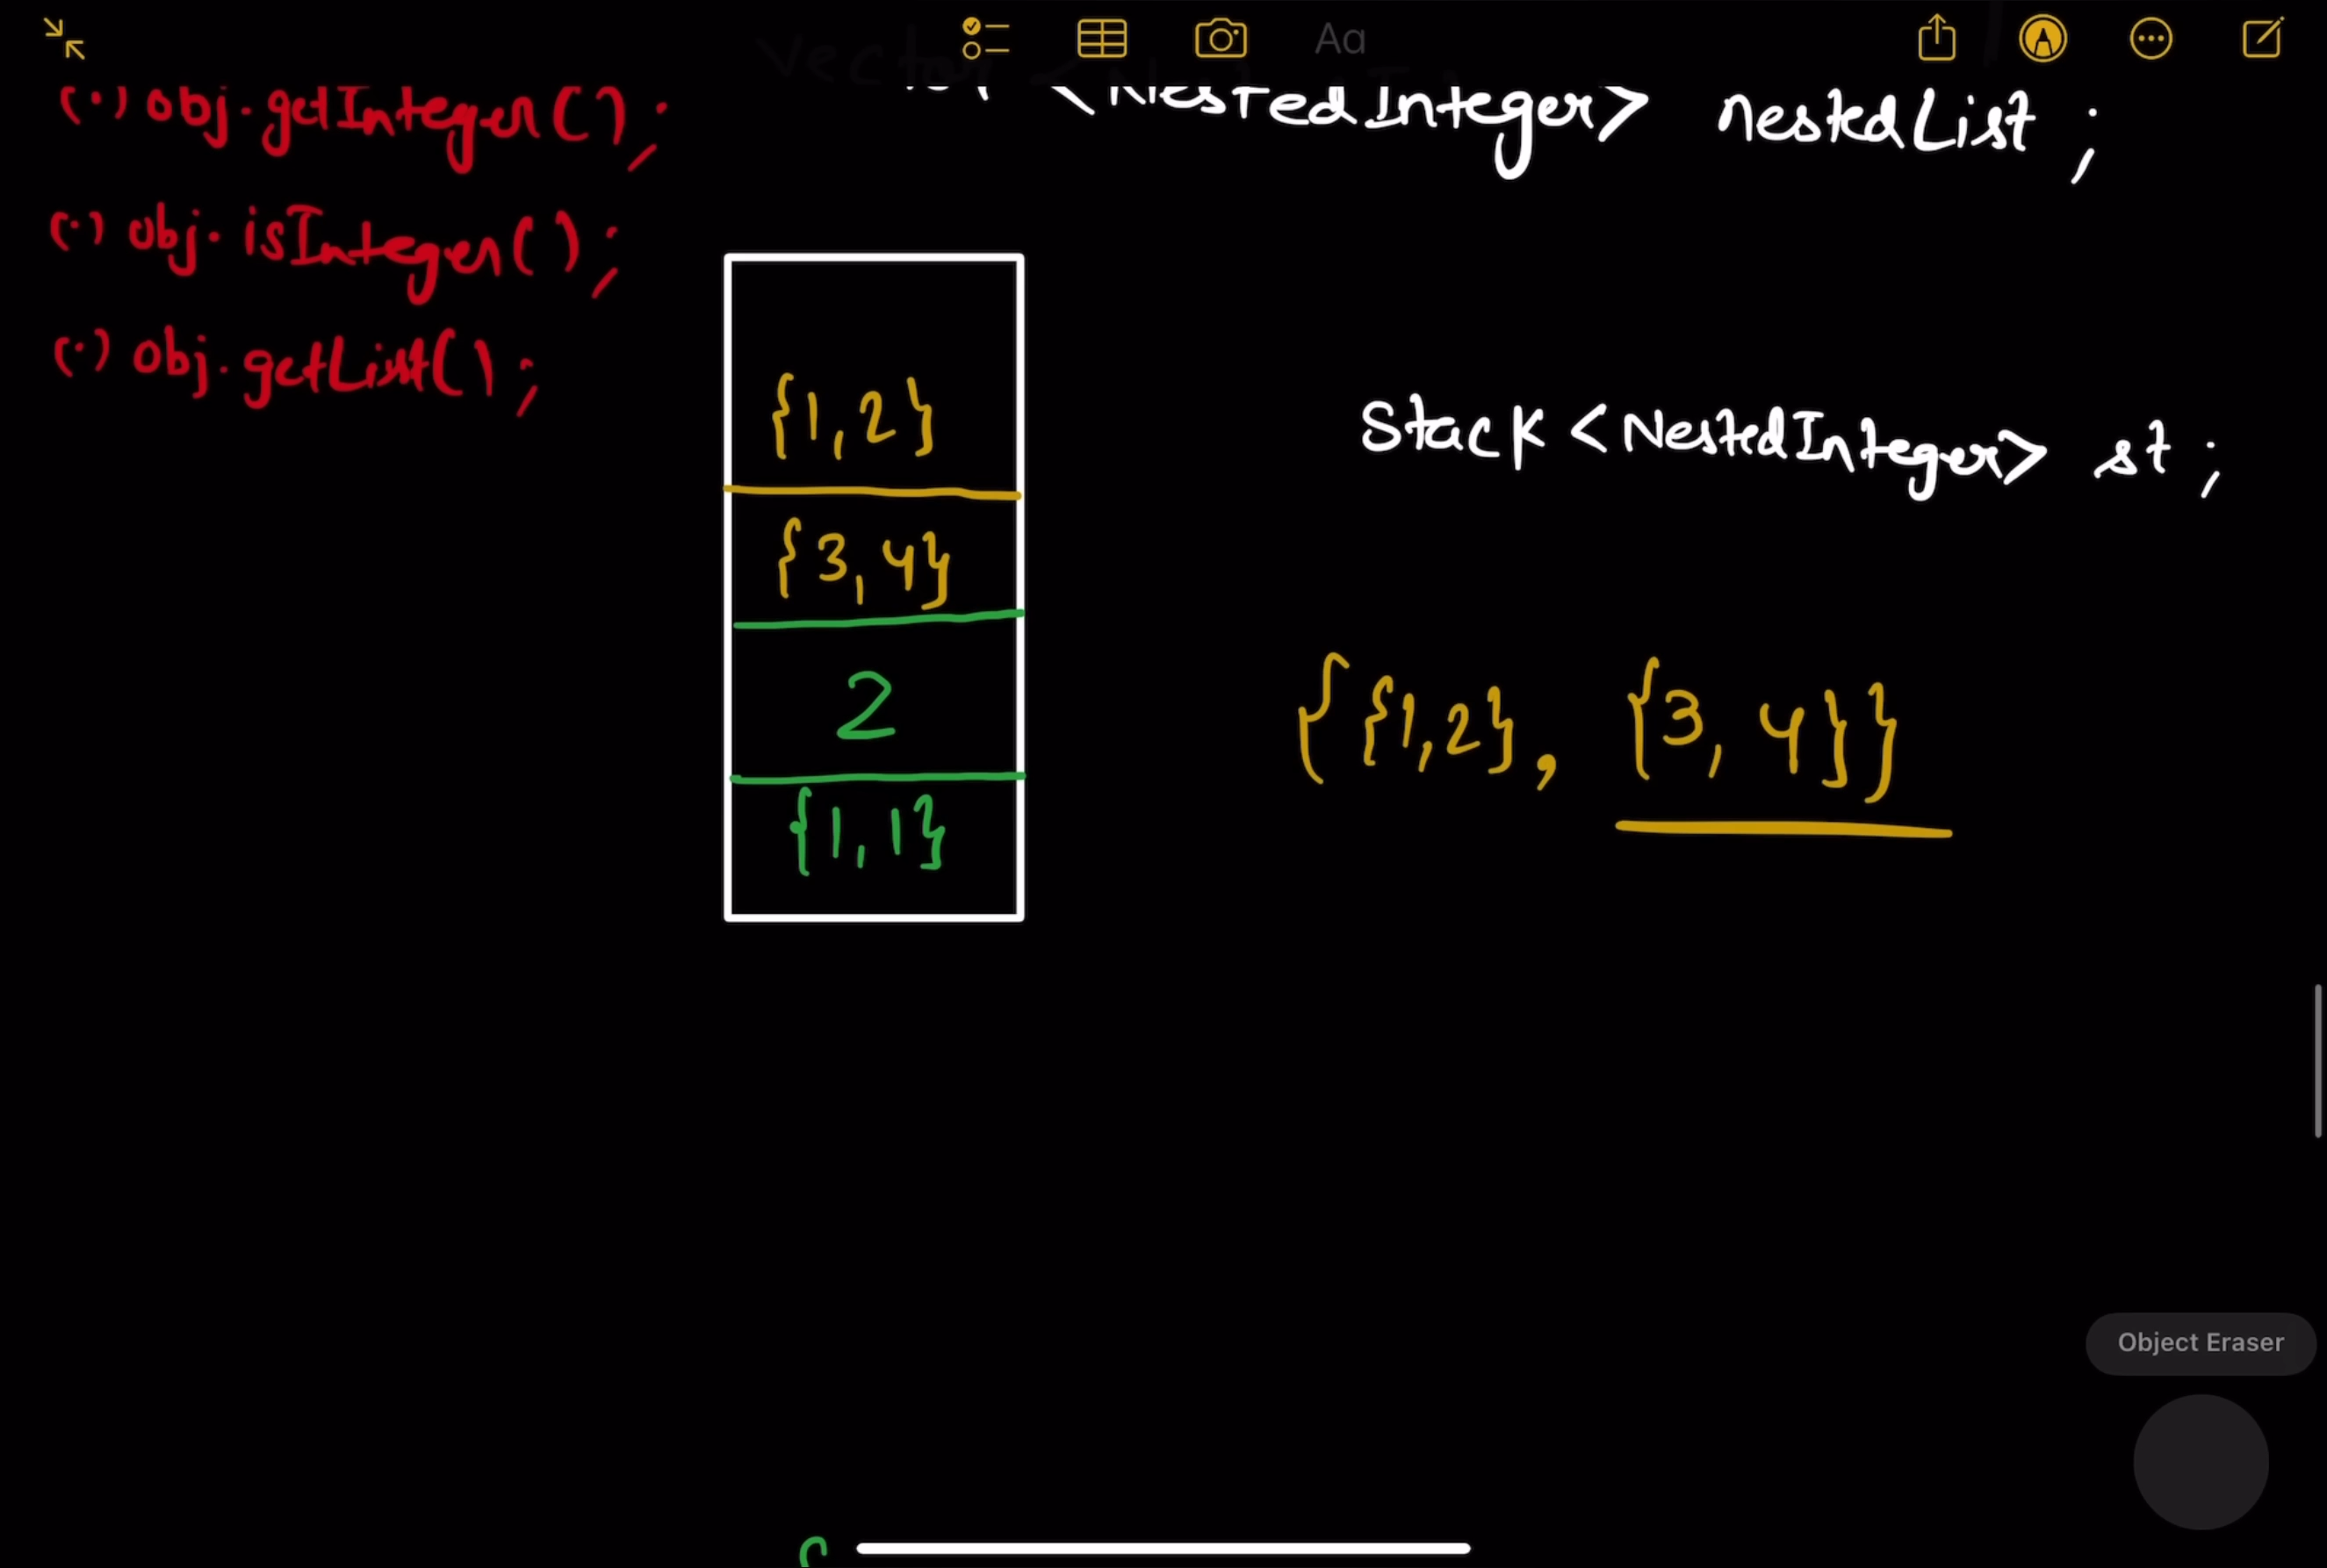 Aa
(·) obj.getInteger();
<NestedInteger> nestedList;
(·) obj.isInteger();
(·) obj.getList();
{1,2}
Stack<NestedInteger> st;
{3,4}
2
{{1,2}, {3,4}}
{1,1}
Object Eraser